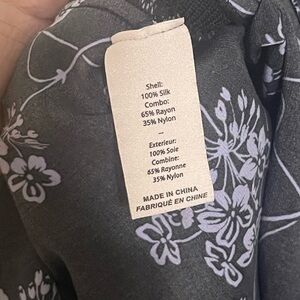 Shell:
100% Silk
Combo:
65% Rayon
35% Nylon
--
Exterieur:
100% Soie
Combine:
65% Rayonne
35% Nylon
MADE IN CHINA
FABRIQUÉ EN CHINE